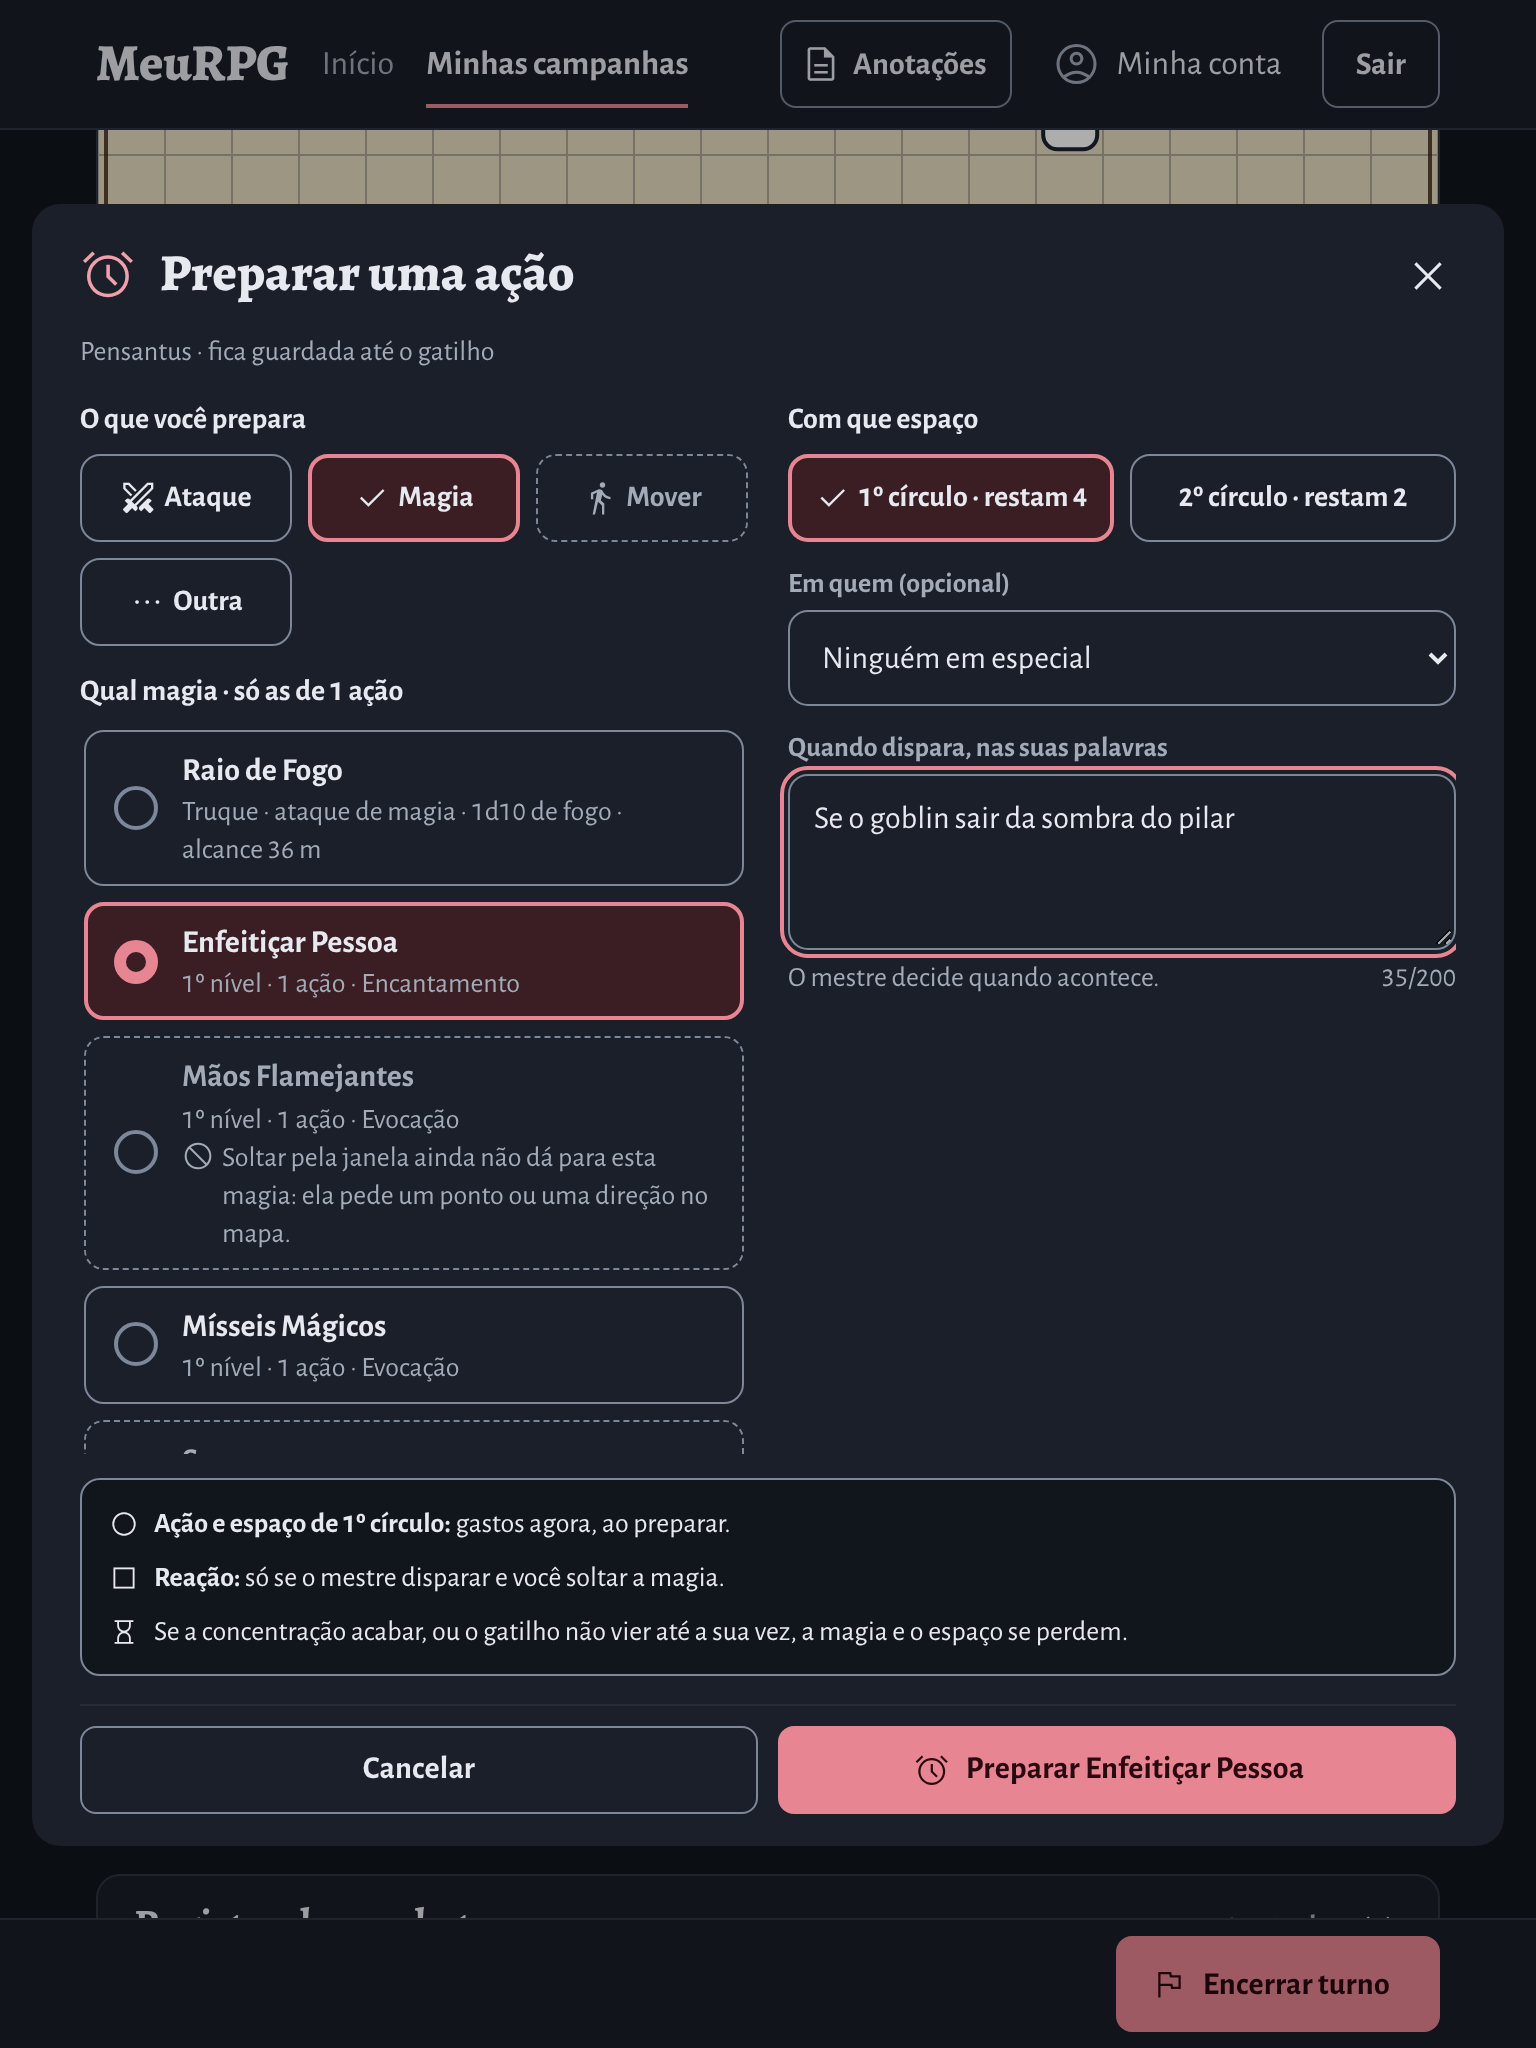 MeuRPG
Início
Minhas campanhas
Anotações
Minha conta
Sair
Preparar uma ação
Pensantus · fica guardada até o gatilho
O que você prepara
Ataque
Magia
Mover
Outra
Qual magia · só as de 1 ação
Raio de Fogo
Truque · ataque de magia · 1d10 de fogo ·
alcance 36 m
Enfeitiçar Pessoa
1º nível · 1 ação · Encantamento
Mãos Flamejantes
1º nível · 1 ação · Evocação
Soltar pela janela ainda não dá para esta
magia: ela pede um ponto ou uma direção no
mapa.
Mísseis Mágicos
1º nível · 1 ação · Evocação
Com que espaço
1º círculo · restam 4
2º círculo · restam 2
Em quem (opcional)
Ninguém em especial
Quando dispara, nas suas palavras
Se o goblin sair da sombra do pilar
O mestre decide quando acontece.
35/200
Ação e espaço de 1º círculo: gastos agora, ao preparar.
Reação: só se o mestre disparar e você soltar a magia.
Se a concentração acabar, ou o gatilho não vier até a sua vez, a magia e o espaço se perdem.
Cancelar
Preparar Enfeitiçar Pessoa
Encerrar turno